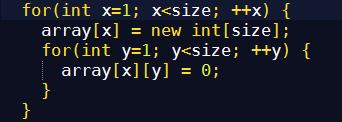 for(int x=1; x<size; ++x) {
array[x] = new int[size];
for(int y=1; y<size; ++y) {
array[x][y] = 0;
}
}